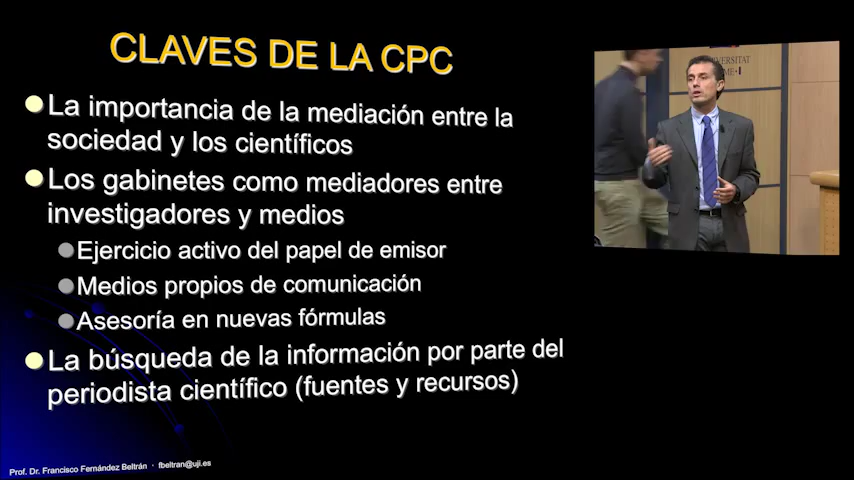 CLAVES DE LA CPC
La importancia de la mediación entre la
sociedad y los científicos
Los gabinetes como mediadores entre
investigadores y medios
Ejercicio activo del papel de emisor
Medios propios de comunicación
Asesoría en nuevas fórmulas
La búsqueda de la información por parte del
periodista científico (fuentes y recursos)
Prof. Dr. Francisco Fernández Beltrán · fbeltran@uji.es